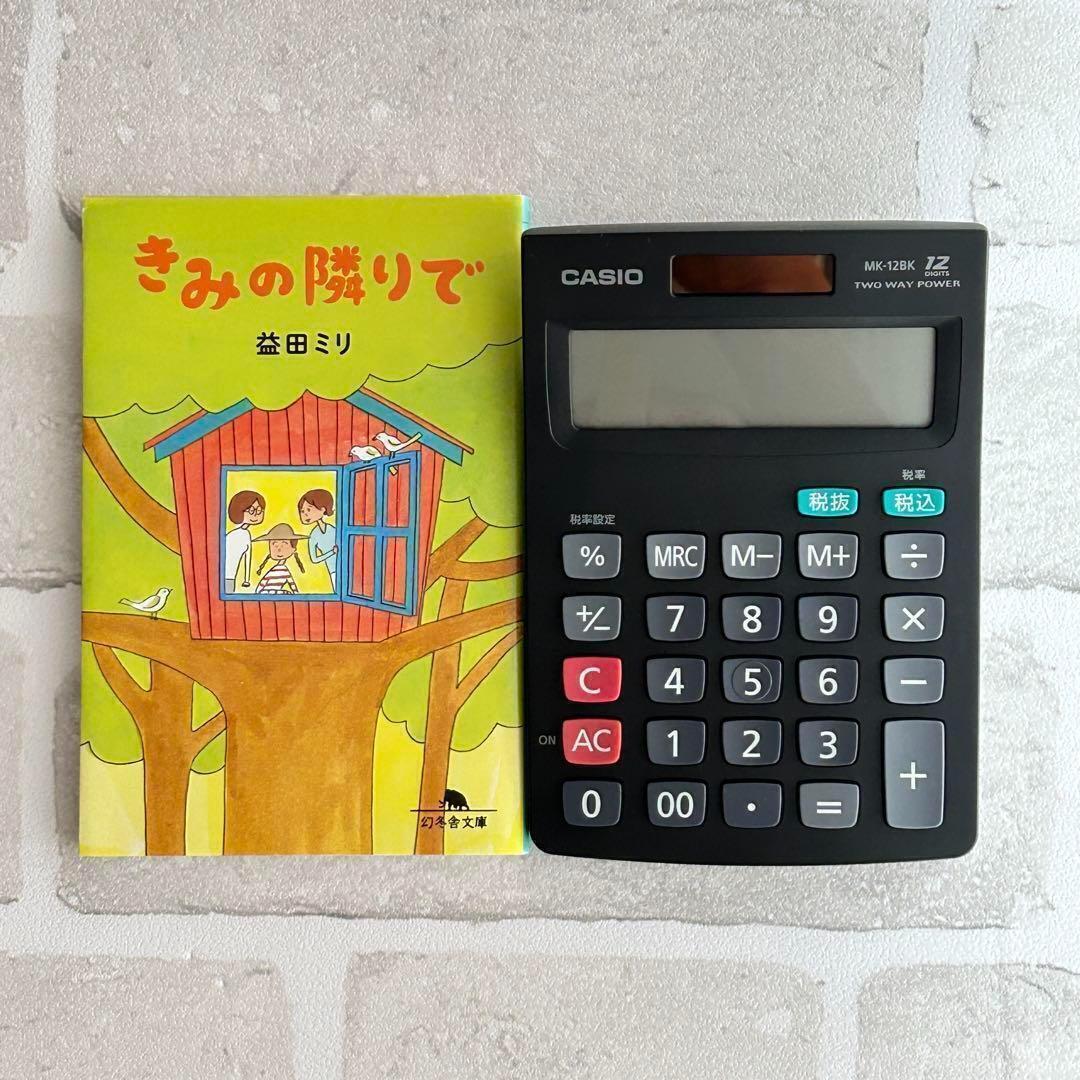 きみの隣りで
益田ミリ
幻冬舎文庫
CASIO
MK-12BK 12 DIGITS
TWO WAY POWER
税率
税抜 税込
税率設定
% MRC M− M+ ÷
+/− 7 8 9 ×
C 4 5 6 −
ON AC 1 2 3 +
0 00 · =